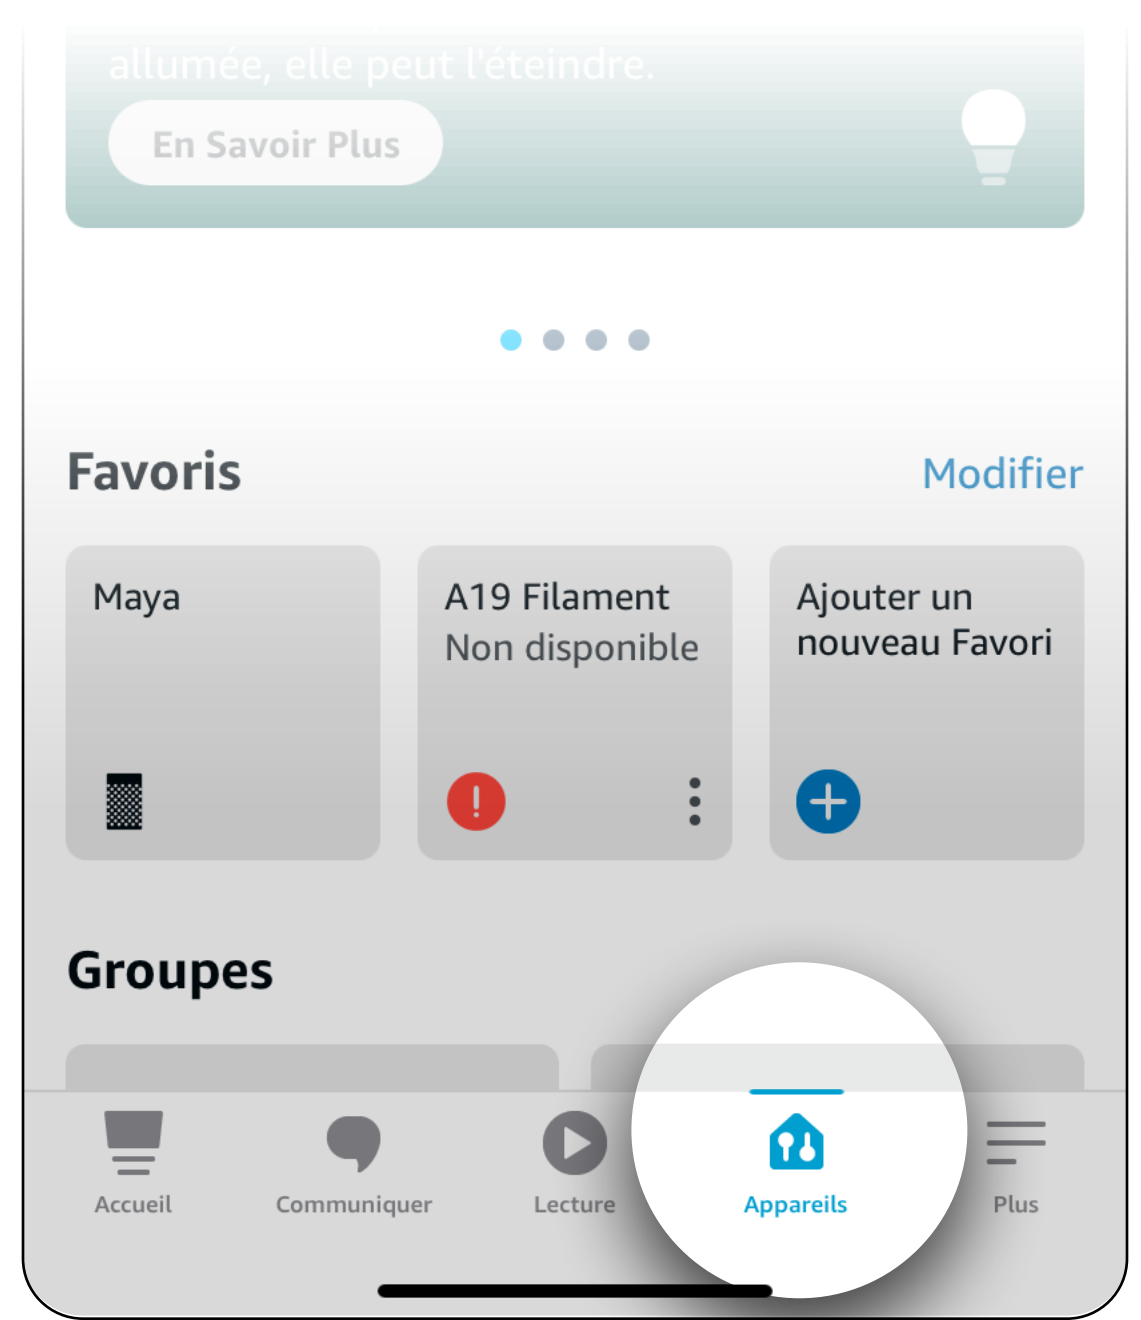 allumée, elle peut l'éteindre.
En Savoir Plus
Favoris
Modifier
Maya
A19 Filament
Non disponible
Ajouter un
nouveau Favori
Groupes
Accueil
Communiquer
Lecture
Appareils
Plus